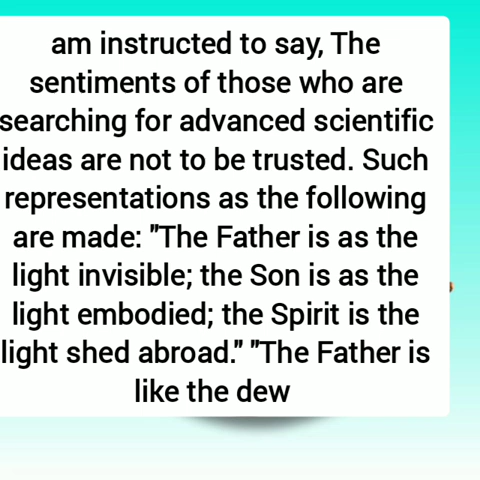 am instructed to say, The
sentiments of those who are
searching for advanced scientific
ideas are not to be trusted. Such
representations as the following
are made: "The Father is as the
light invisible; the Son is as the
light embodied; the Spirit is the
light shed abroad." "The Father is
like the dew